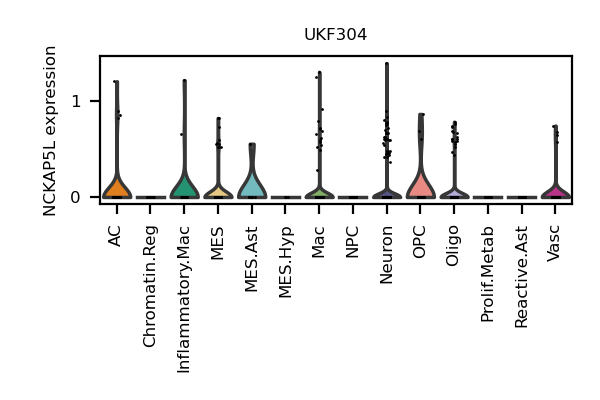 UKF304
NCKAP5L expression
1
0
AC
Chromatin.Reg
Inflammatory.Mac
MES
MES.Ast
MES.Hyp
Mac
NPC
Neuron
OPC
Oligo
Prolif.Metab
Reactive.Ast
Vasc